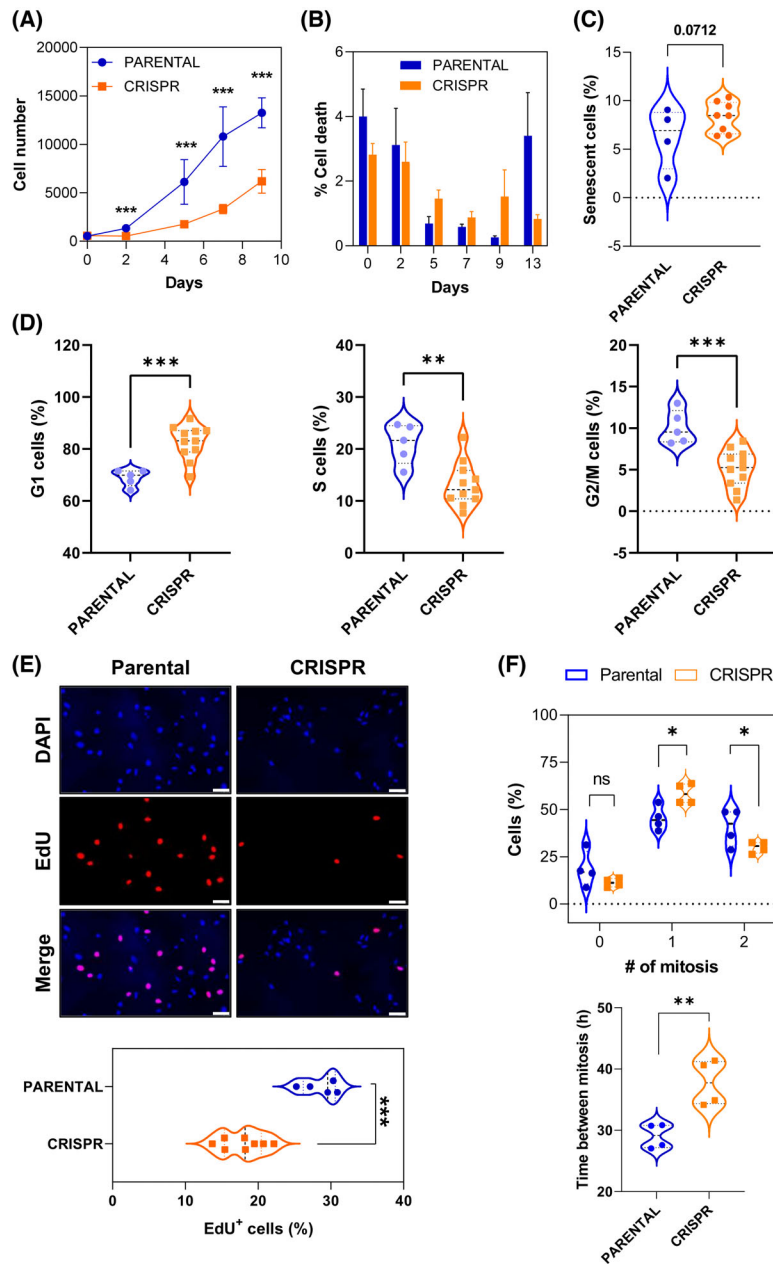 (A)
20000
15000
10000
5000
0
Cell number
PARENTAL
CRISPR
***
***
***
***
0 2 4 6 8 10
Days
(B)
6
4
2
0
% Cell death
PARENTAL
CRISPR
0 2 5 7 9 13
Days
(C)
0.0712
15
10
5
0
-5
Senescent cells (%)
PARENTAL
CRISPR
(D)
120
100
80
60
40
G1 cells (%)
***
PARENTAL
CRISPR
40
30
20
10
0
S cells (%)
**
PARENTAL
CRISPR
20
15
10
5
0
-5
G2/M cells (%)
***
PARENTAL
CRISPR
(E)
Parental CRISPR
DAPI
EdU
Merge
PARENTAL
CRISPR
***
0 10 20 30 40
EdU+ cells (%)
(F)
Parental CRISPR
100
75
50
25
0
Cells (%)
ns
*
*
0 1 2
# of mitosis
50
40
30
20
Time between mitosis (h)
**
PARENTAL
CRISPR